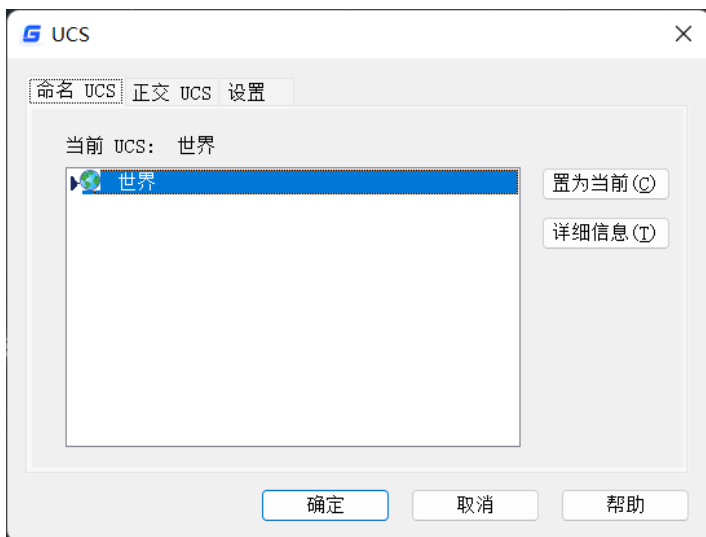 UCS
命名 UCS 正交 UCS 设置
当前 UCS: 世界
世界
置为当前(C)
详细信息(T)
确定 取消 帮助